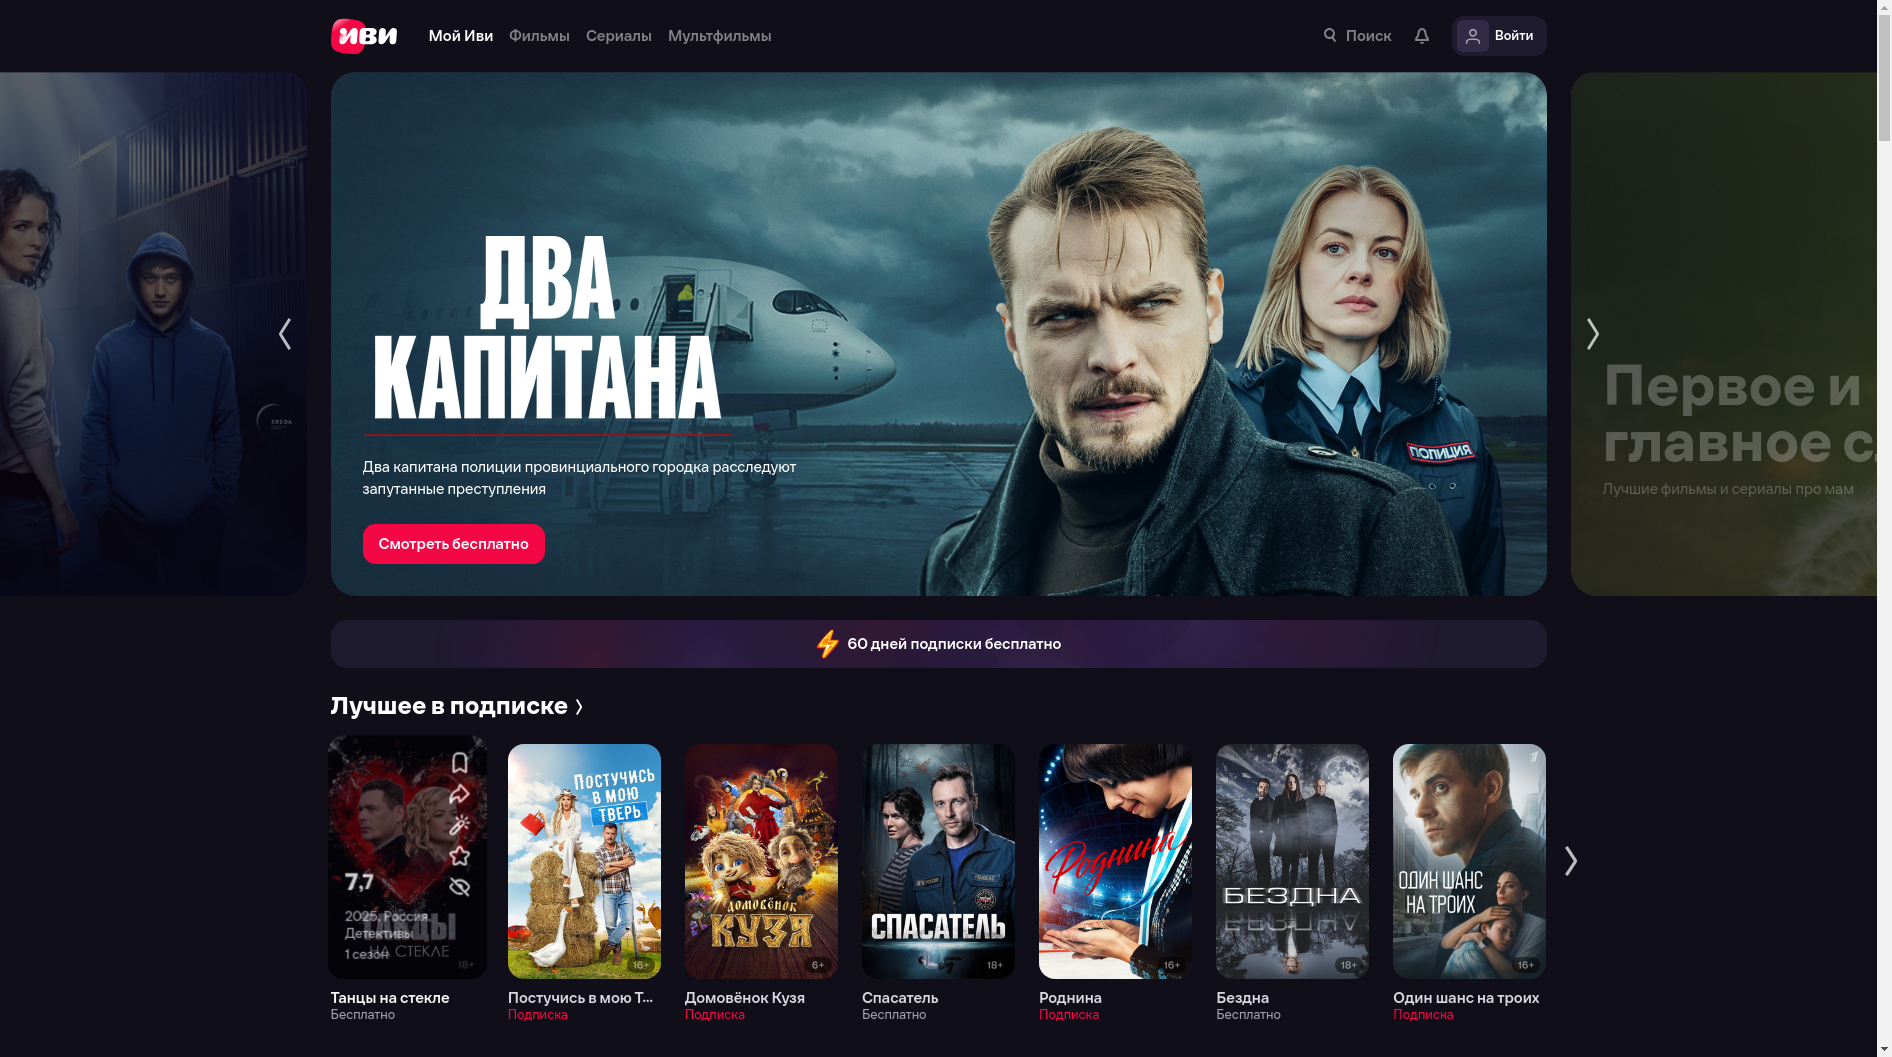 иви
Мой Иви
Фильмы
Сериалы
Мультфильмы
Поиск
Войти
SREDA
ДВА
КАПИТАНА
Два капитана полиции провинциального городка расследуют
запутанные преступления
Смотреть бесплатно
ПОЛИЦИЯ
Первое и
главное с
Лучшие фильмы и сериалы про мам
60 дней подписки бесплатно
Лучшее в подписке
7,7
2025, Россия,
Детективы
1 сезон
ТАНЦЫ
НА СТЕКЛЕ
18+
Танцы на стекле
Бесплатно
ПОСТУЧИСЬ
В МОЮ
ТВЕРЬ
16+
Постучись в мою Т...
Подписка
ДОМОВЁНОК
КУЗЯ
6+
Домовёнок Кузя
Подписка
СПАСАТЕЛЬ
18+
Спасатель
Бесплатно
Роднина
16+
Роднина
Подписка
БЕЗДНА
18+
Бездна
Бесплатно
ОДИН ШАНС
НА ТРОИХ
16+
Один шанс на троих
Подписка